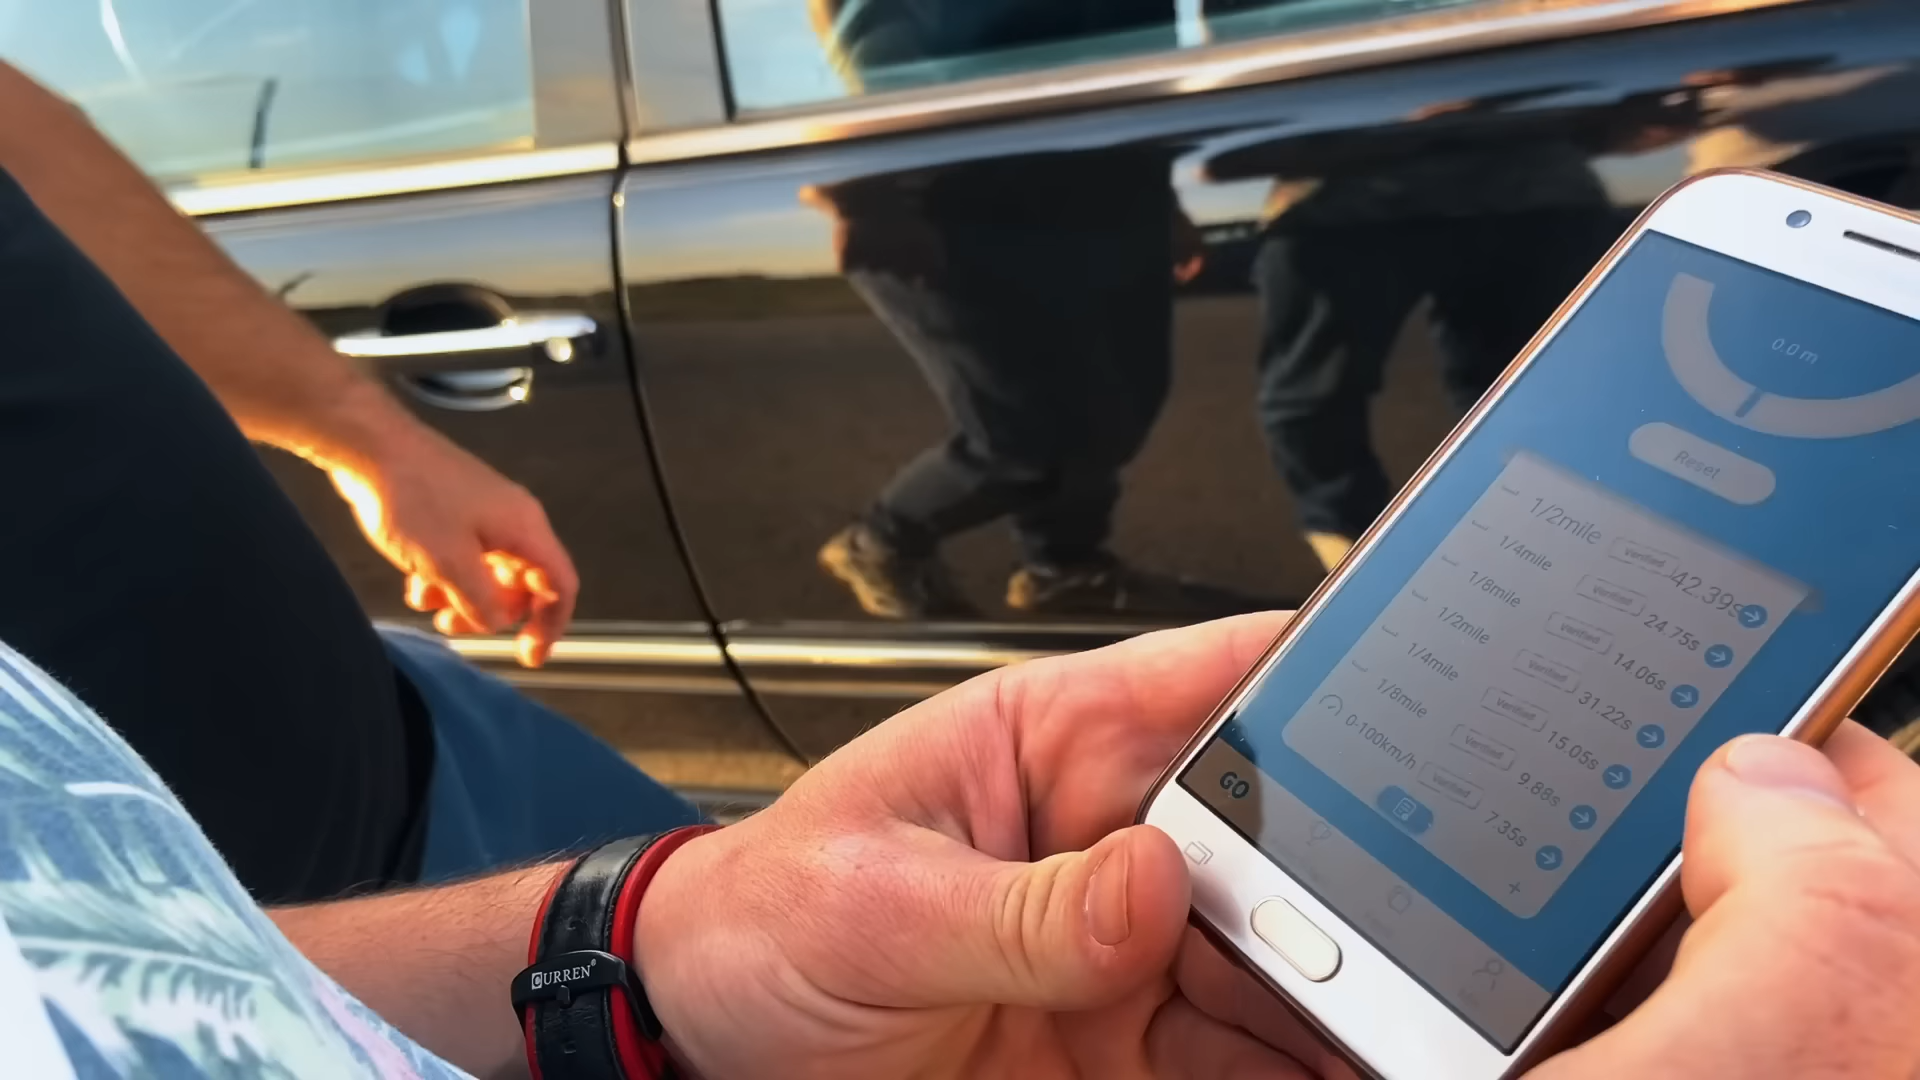 0.0 m
Reset
1/2mile Verified 42.39s
1/4mile Verified 24.75s
1/8mile Verified 14.06s
1/2mile Verified 31.22s
1/4mile Verified 15.05s
1/8mile Verified 9.88s
0-100km/h Verified 7.35s
GO
CURREN